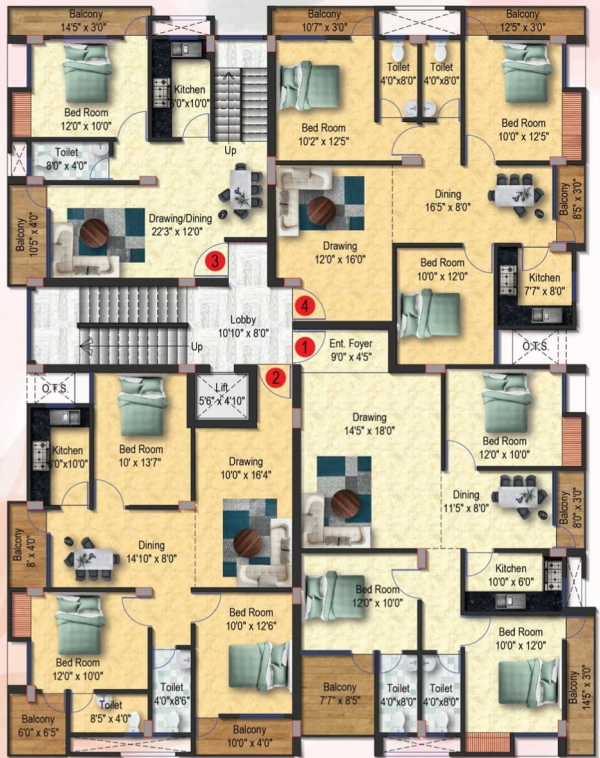 Balcony
14'5" x 3'0"
Balcony
10'7" x 3'0"
Balcony
12'5" x 3'0"
Bed Room
12'0" x 10'0"
Kitchen
Up
Toilet
8'0" x 4'0"
Balcony
10'5" x 4'0"
Drawing/Dining
22'3" x 12'0"
3
Bed Room
10'2" x 12'5"
Toilet
4'0"x8'0"
Toilet
4'0"x8'0"
Bed Room
10'0" x 12'5"
Dining
16'5" x 8'0"
Balcony
8'5" x 3'0"
Drawing
12'0" x 16'0"
Bed Room
10'0" x 12'0"
Kitchen
7'7" x 8'0"
O.T.S.
4
Lobby
10'10" x 8'0"
Up
1
Ent. Foyer
9'0" x 4'5"
2
Lift
5'6" x 4'10"
O.T.S.
Kitchen
Bed Room
10' x 13'7"
Drawing
10'0" x 16'4"
Balcony
8' x 4'0"
Dining
14'10" x 8'0"
Bed Room
12'0" x 10'0"
Bed Room
10'0" x 12'6"
Toilet
8'5" x 4'0"
Toilet
4'0"x8'6"
Balcony
6'0" x 6'5"
Balcony
10'0" x 4'0"
Drawing
14'5" x 18'0"
Bed Room
12'0" x 10'0"
Dining
11'5" x 8'0"
Balcony
8'0" x 3'0"
Kitchen
10'0" x 6'0"
Bed Room
12'0" x 10'0"
Bed Room
10'0" x 12'0"
Balcony
7'7" x 8'5"
Toilet
4'0"x8'0"
Toilet
4'0"x8'0"
Balcony
14'5" x 3'0"